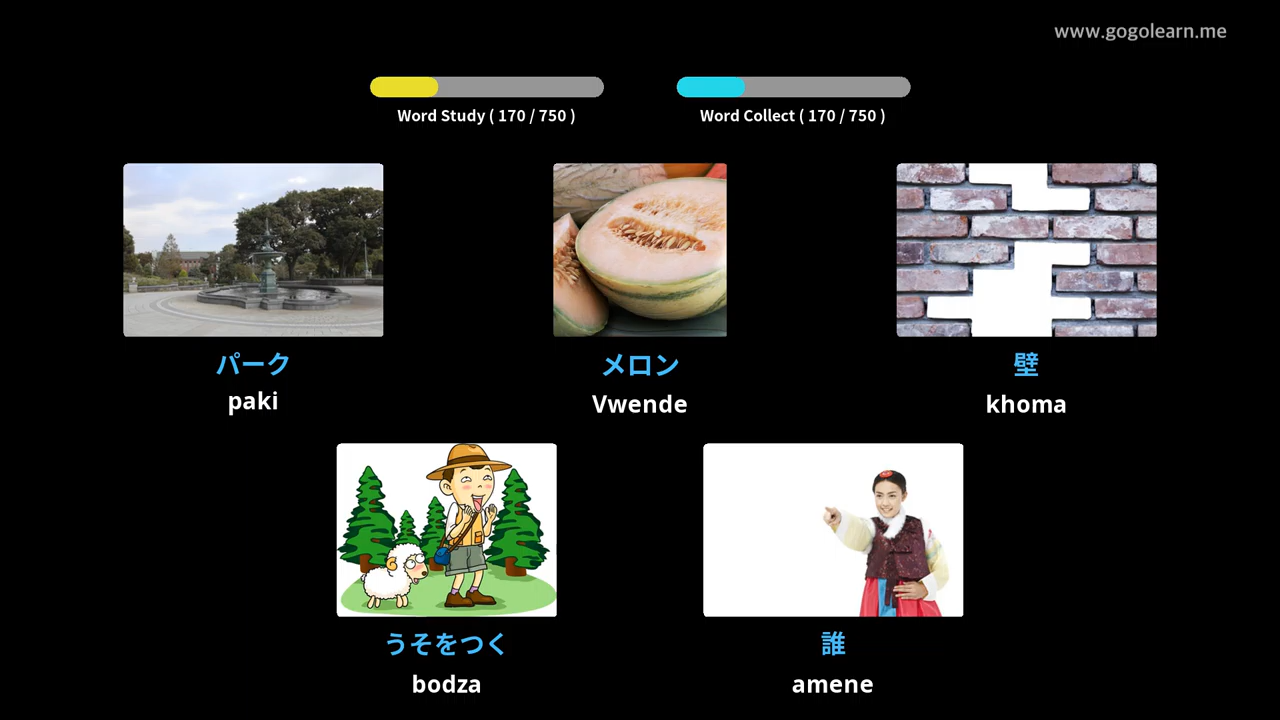 www.gogolearn.me
Word Study ( 170 / 750 )
Word Collect ( 170 / 750 )
パーク
paki
メロン
Vwende
壁
khoma
うそをつく
bodza
誰
amene